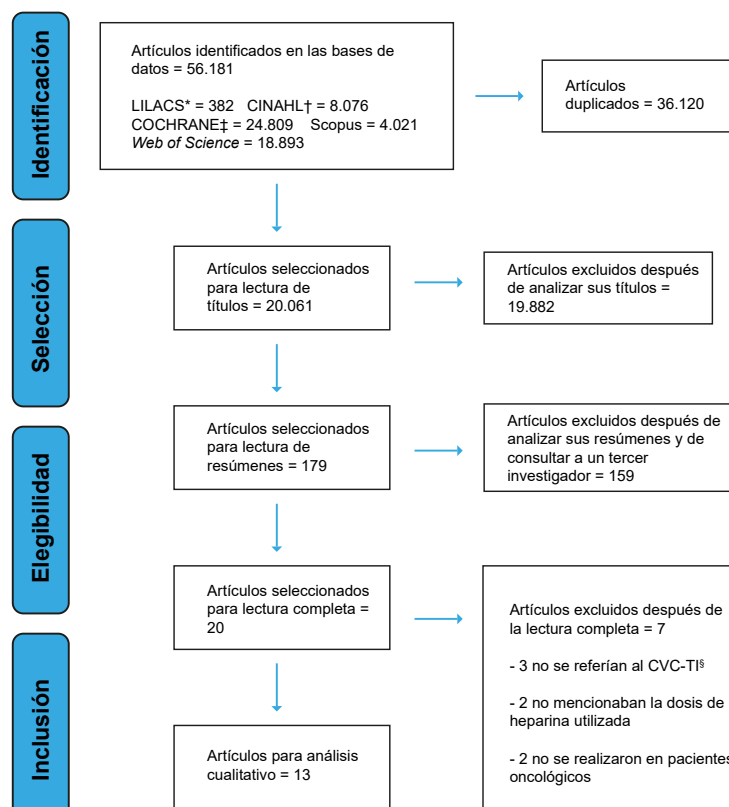 Identificación
Artículos identificados en las bases de
datos = 56.181
LILACS* = 382 CINAHL† = 8.076
COCHRANE‡ = 24.809 Scopus = 4.021
Web of Science = 18.893
Artículos
duplicados = 36.120
Selección
Artículos seleccionados
para lectura de
títulos = 20.061
Artículos excluidos después
de analizar sus títulos =
19.882
Elegibilidad
Artículos seleccionados
para lectura de
resúmenes = 179
Artículos excluidos después de
analizar sus resúmenes y de
consultar a un tercer
investigador = 159
Artículos seleccionados
para lectura completa =
20
Artículos excluidos después de
la lectura completa = 7
- 3 no se referían al CVC-TI§
- 2 no mencionaban la dosis de
heparina utilizada
- 2 no se realizaron en pacientes
oncológicos
Inclusión
Artículos para análisis
cualitativo = 13